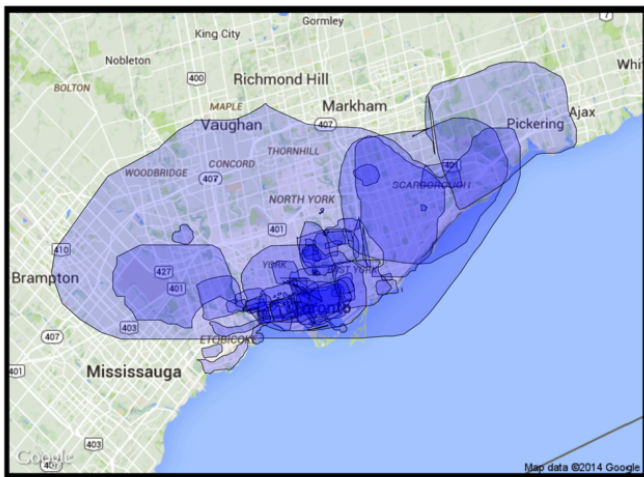 Gormley
King City
7
Nobleton
400
Richmond Hill
BOLTON
MAPLE
Markham
Ajax
407
Vaughan
Pickering
THORNHILL
CONCORD
WOODBRIDGE
407
SCARBOROUGH
NORTH YORK
401
410
YORK
427
EAST YORK
Brampton
401
Toronto
403
407
ETOBICOKE
401
Mississauga
403
Google
Map data ©2014 Google